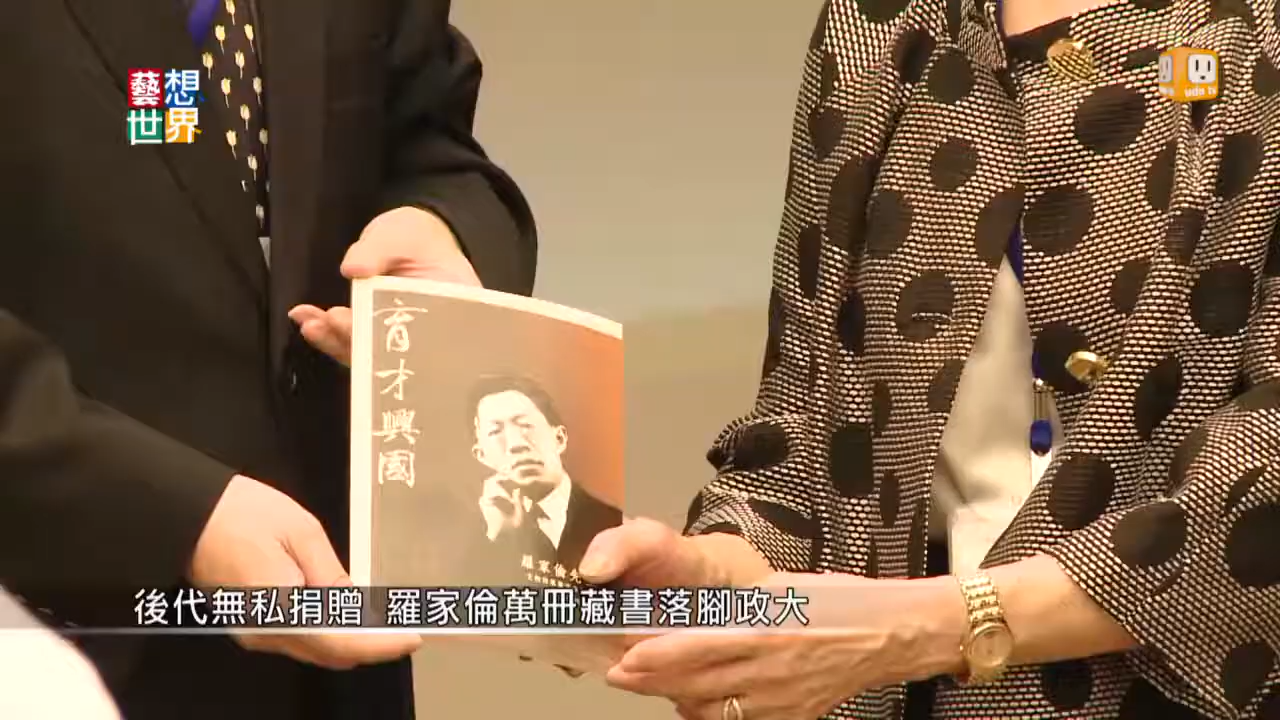 藝想
世界
udn tv
育才興國
羅家倫
後代無私捐贈 羅家倫萬冊藏書落腳政大